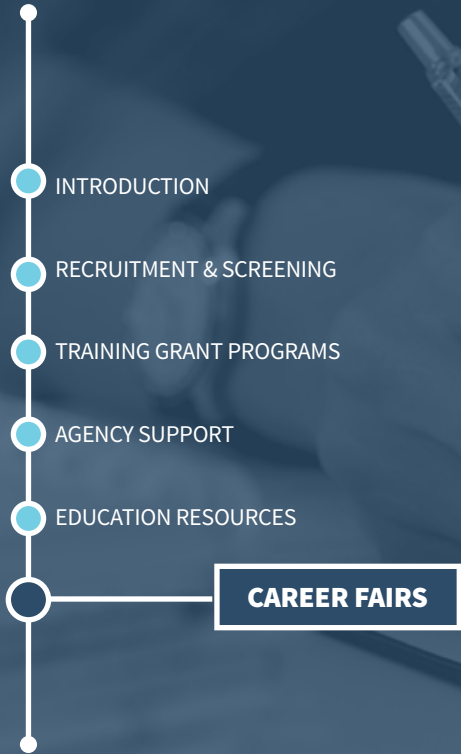 INTRODUCTION
RECRUITMENT & SCREENING
TRAINING GRANT PROGRAMS
AGENCY SUPPORT
EDUCATION RESOURCES
CAREER FAIRS